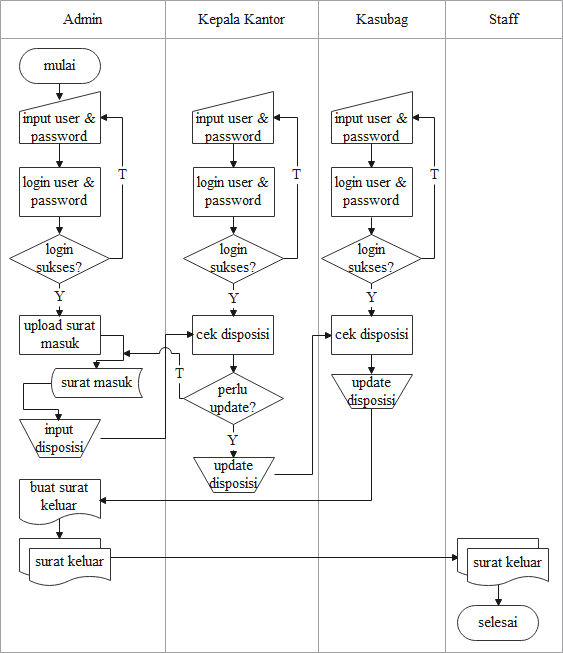 Admin
Kepala Kantor
Kasubag
Staff
mulai
input user &
password
input user &
password
input user &
password
T
T
T
login user &
password
login user &
password
login user &
password
login
sukses?
login
sukses?
login
sukses?
Y
Y
Y
upload surat
masuk
cek disposisi
cek disposisi
surat masuk
T
perlu
update?
update
disposisi
input
disposisi
Y
update
disposisi
buat surat
keluar
surat keluar
surat keluar
selesai